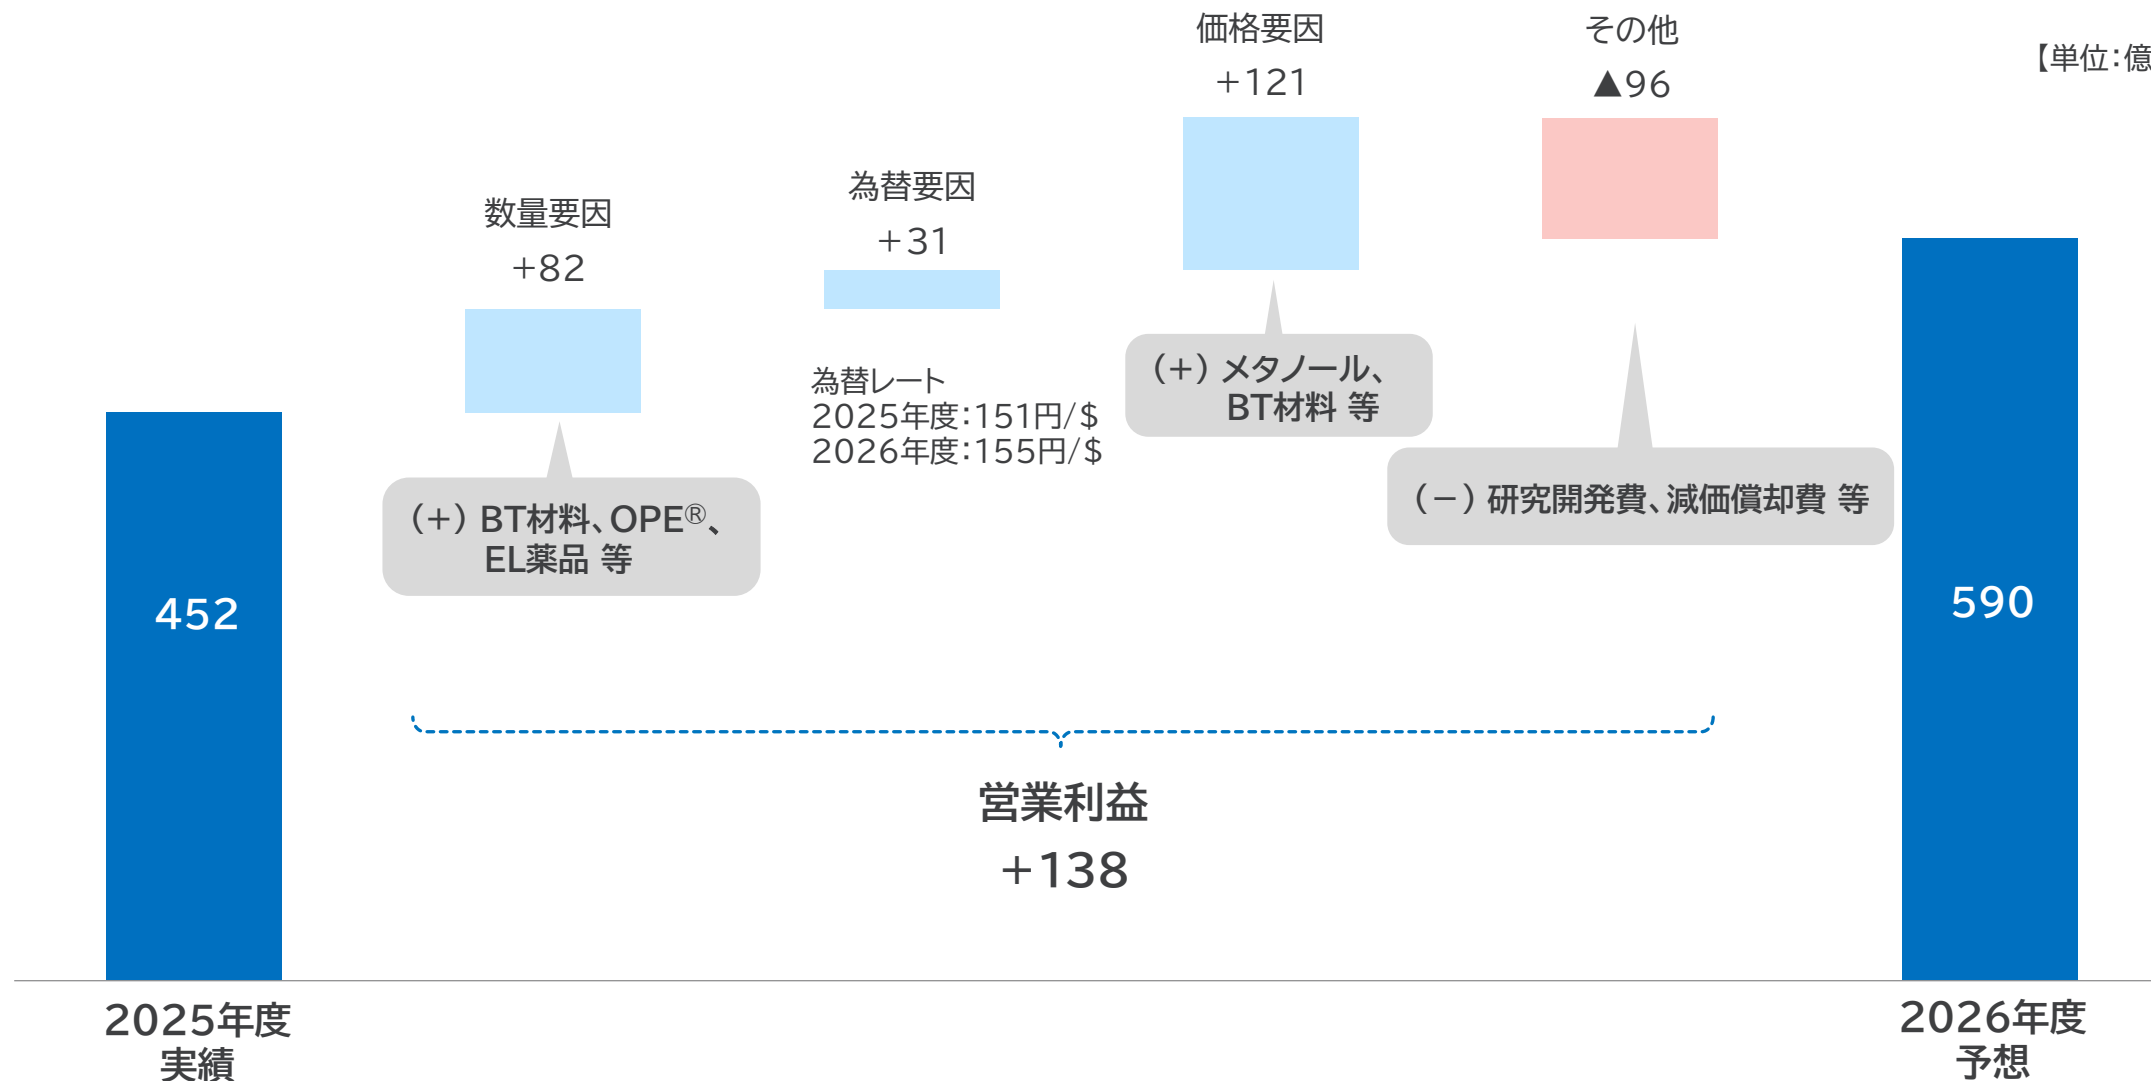 【単位：億
数量要因
+82
為替要因
+31
価格要因
+121
その他
▲96
為替レート
2025年度：151円/$
2026年度：155円/$
（+）BT材料、OPE®、
EL薬品 等
（+）メタノール、
BT材料 等
（－）研究開発費、減価償却費 等
452
590
営業利益
+138
2025年度
実績
2026年度
予想